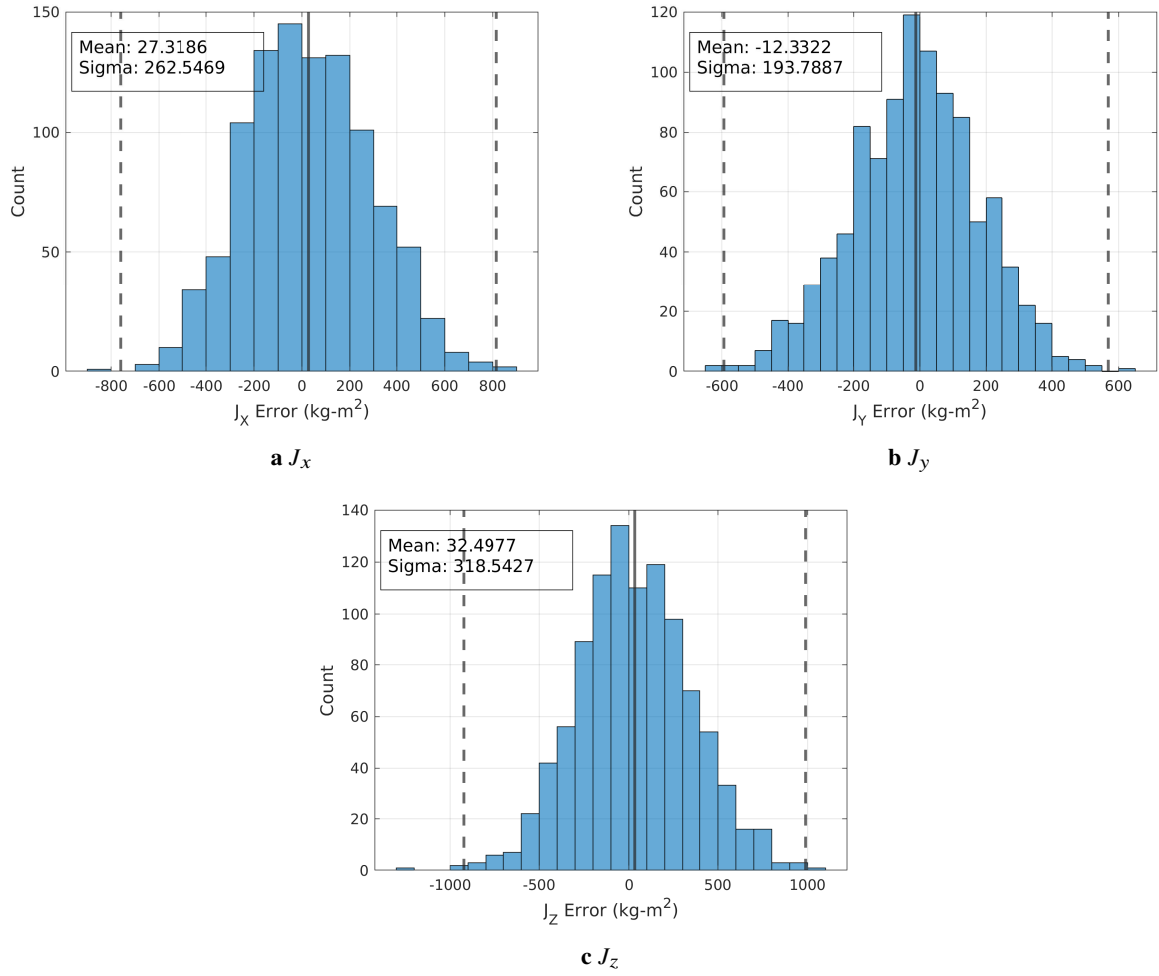 Mean: 27.3186
Sigma: 262.5469
150
100
50
0
Count
-800 -600 -400 -200 0 200 400 600 800
J_X Error (kg-m²)
a J_x
Mean: -12.3322
Sigma: 193.7887
120
100
80
60
40
20
0
Count
-600 -400 -200 0 200 400 600
J_Y Error (kg-m²)
b J_y
Mean: 32.4977
Sigma: 318.5427
140
120
100
80
60
40
20
0
Count
-1000 -500 0 500 1000
J_Z Error (kg-m²)
c J_z